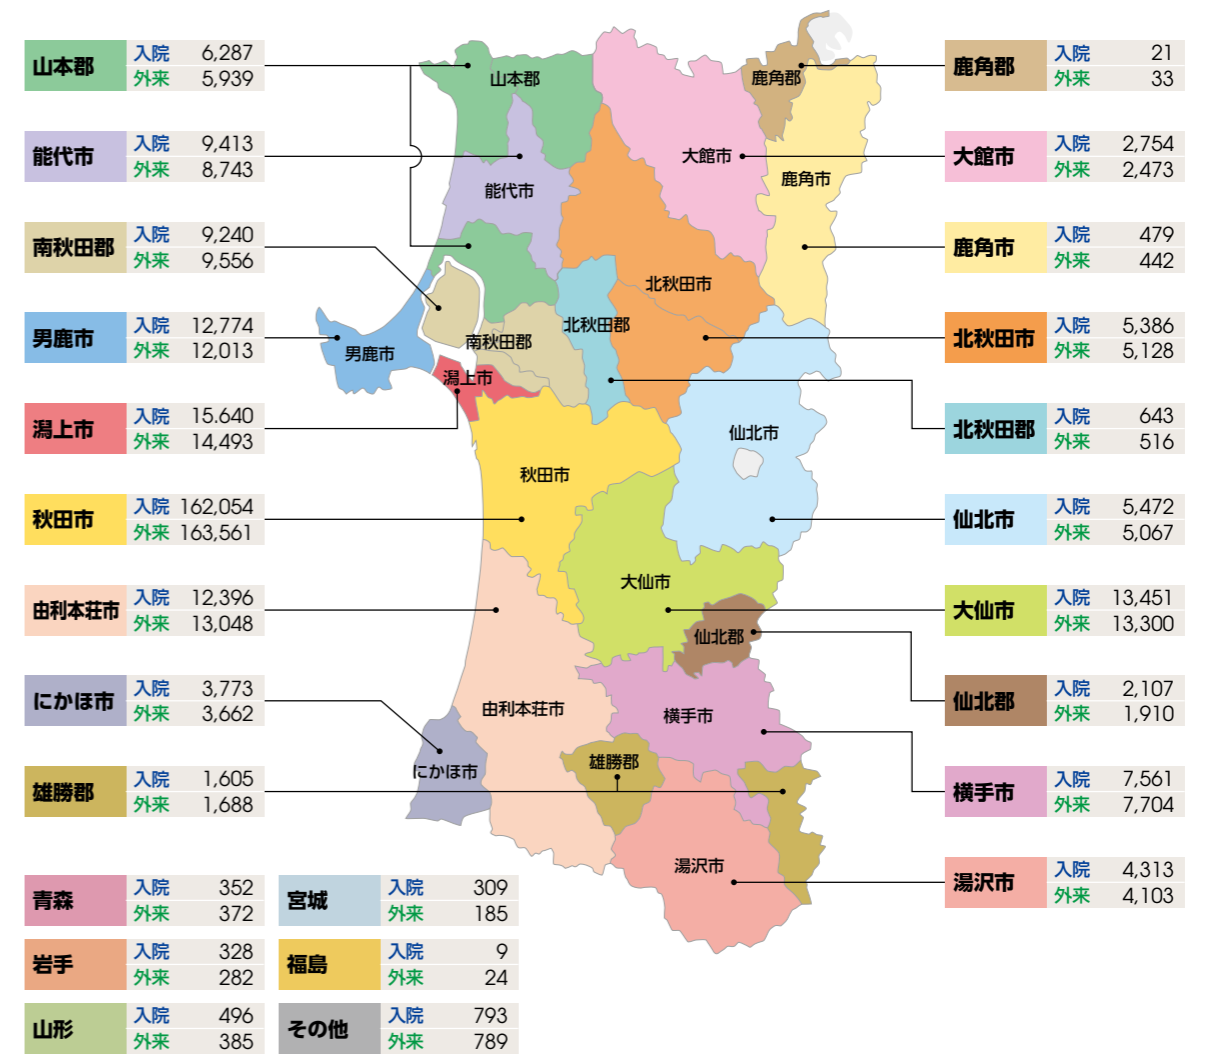 山本郡
入院 6,287
外来 5,939
能代市
入院 9,413
外来 8,743
南秋田郡
入院 9,240
外来 9,556
男鹿市
入院 12,774
外来 12,013
潟上市
入院 15.640
外来 14,493
秋田市
入院 162,054
外来 163,561
由利本荘市
入院 12,396
外来 13,048
にかほ市
入院 3,773
外来 3,662
雄勝郡
入院 1,605
外来 1,688
山本郡
鹿角郡
大館市
鹿角市
能代市
北秋田市
北秋田郡
南秋田郡
男鹿市
潟上市
仙北市
秋田市
大仙市
仙北郡
由利本荘市
横手市
雄勝郡
にかほ市
湯沢市
鹿角郡
入院 21
外来 33
大館市
入院 2,754
外来 2,473
鹿角市
入院 479
外来 442
北秋田市
入院 5,386
外来 5,128
北秋田郡
入院 643
外来 516
仙北市
入院 5,472
外来 5,067
大仙市
入院 13,451
外来 13,300
仙北郡
入院 2,107
外来 1,910
横手市
入院 7,561
外来 7,704
湯沢市
入院 4,313
外来 4,103
青森
入院 352
外来 372
宮城
入院 309
外来 185
岩手
入院 328
外来 282
福島
入院 9
外来 24
山形
入院 496
外来 385
その他
入院 793
外来 789